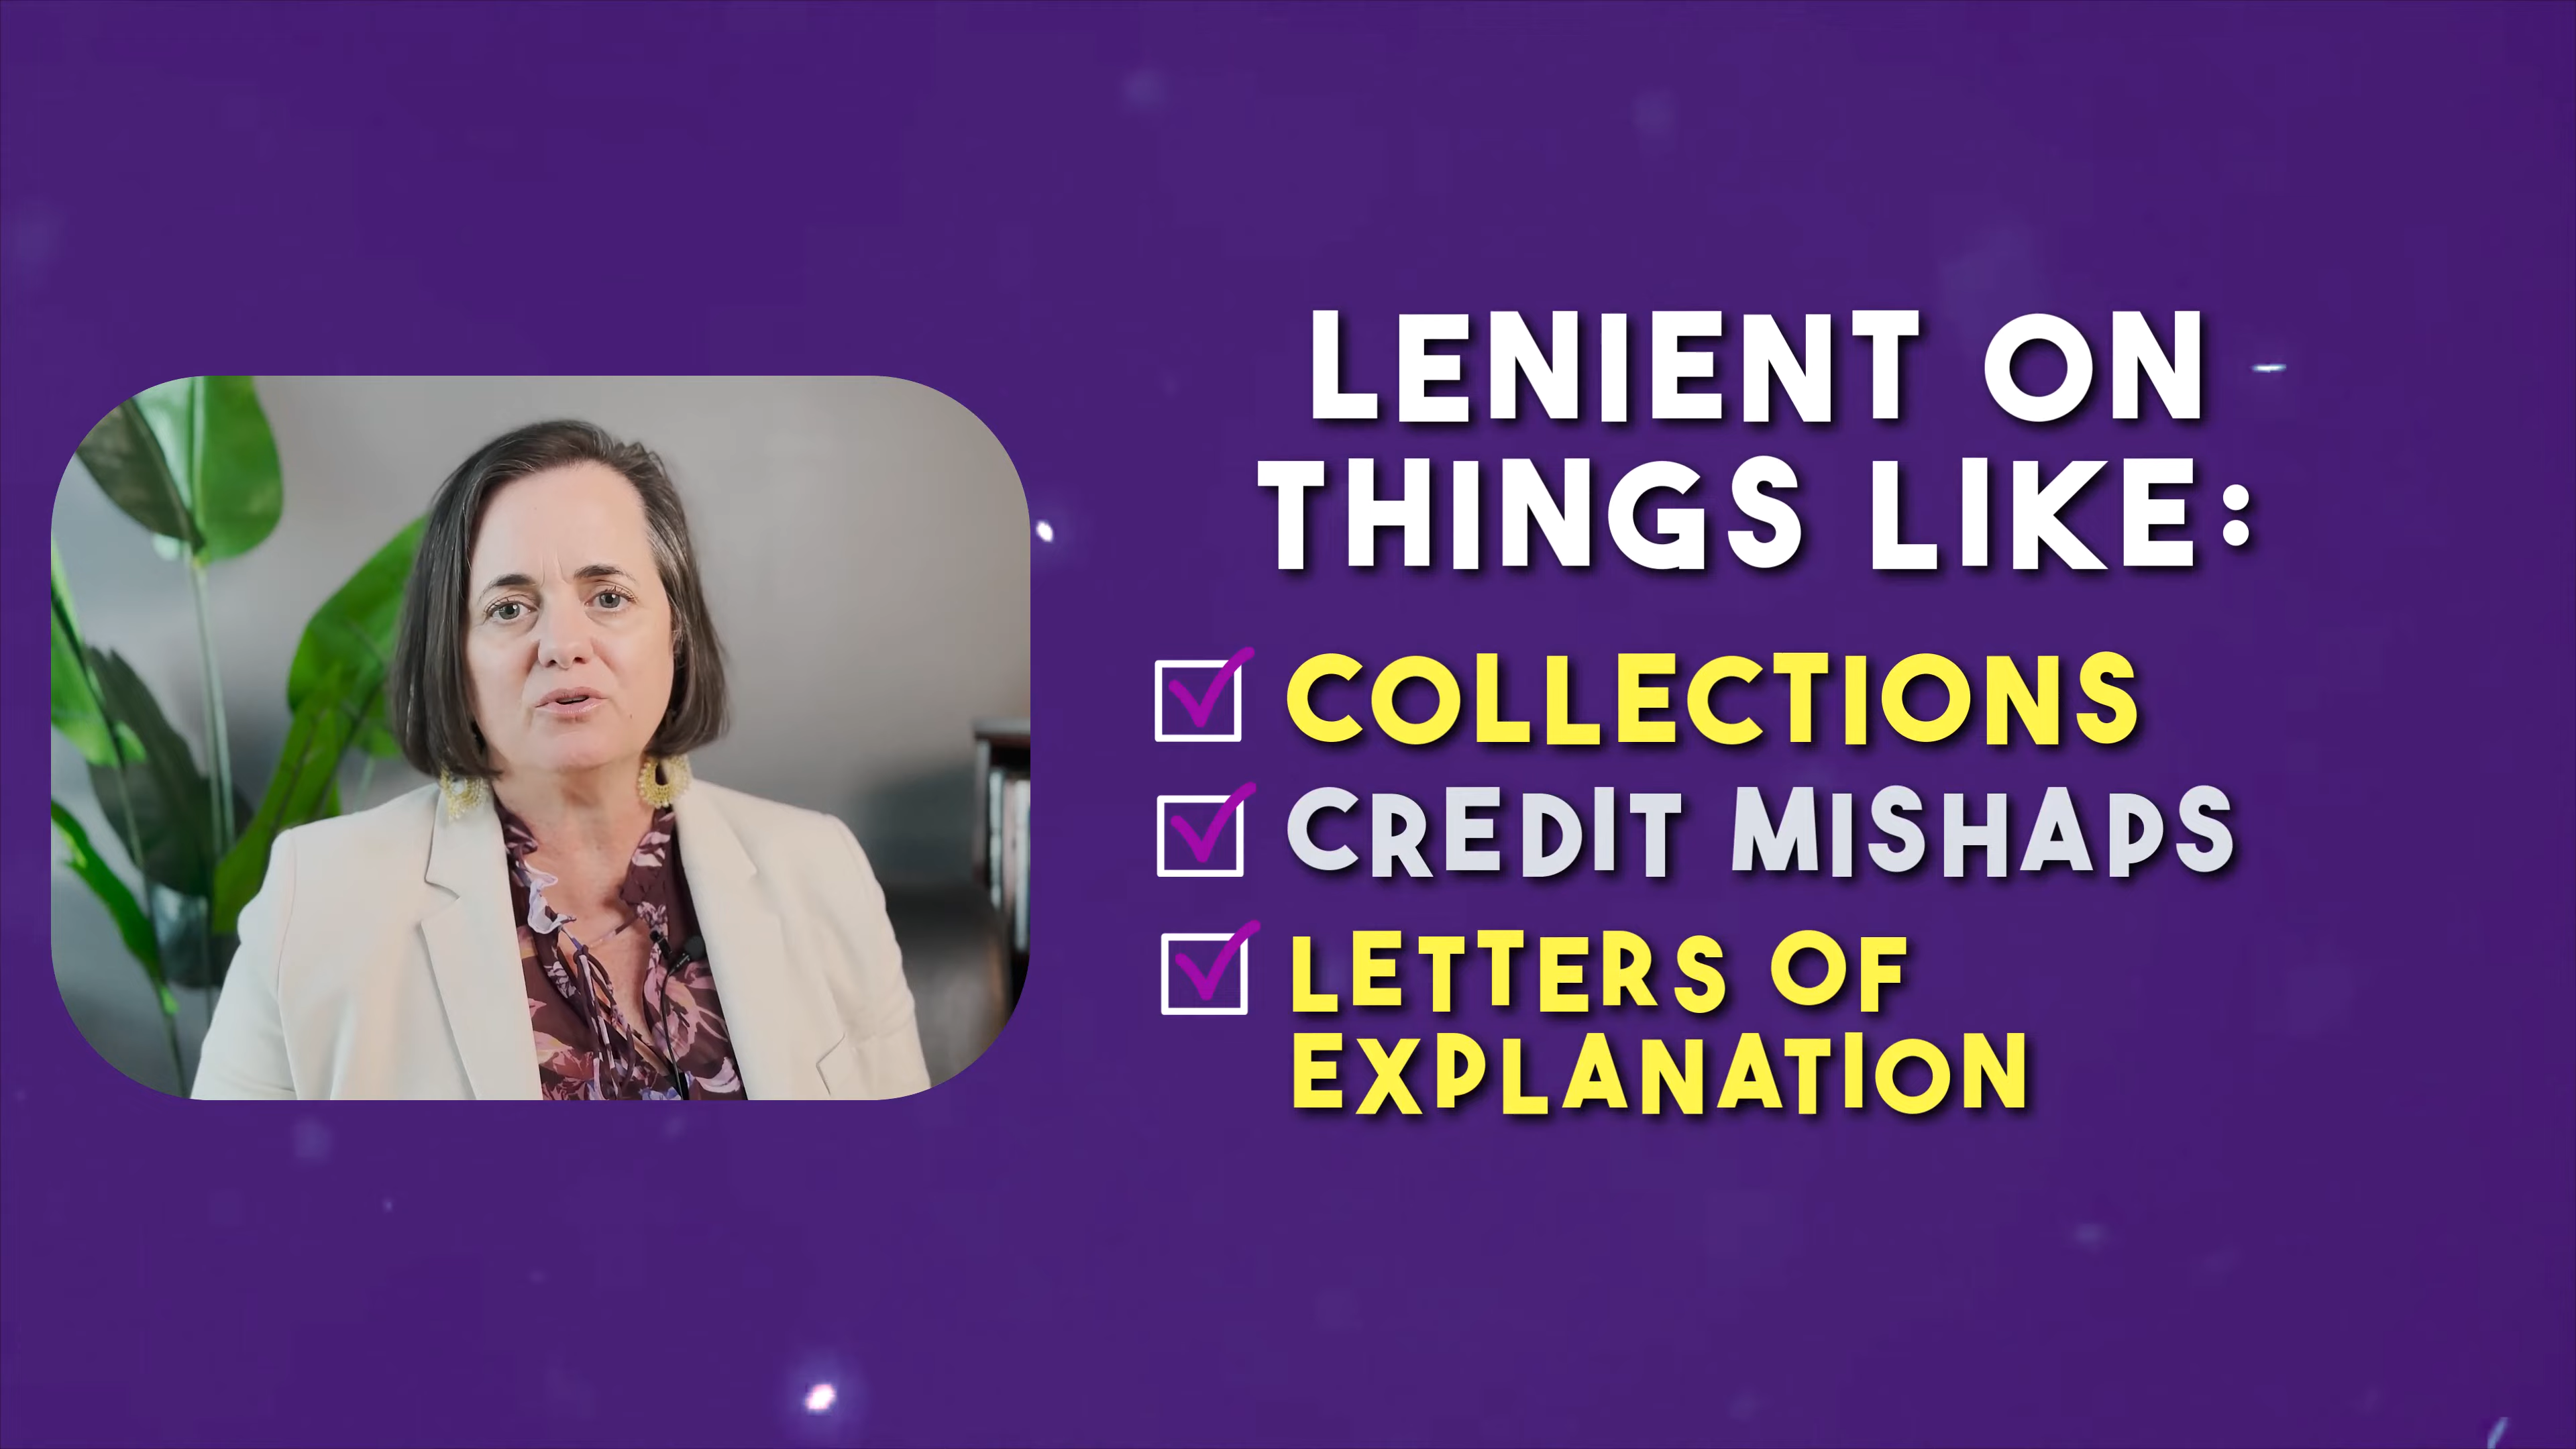 LENIENT ON
THINGS LIKE:
COLLECTIONS
CREDIT MISHAPS
LETTERS OF
EXPLANATION